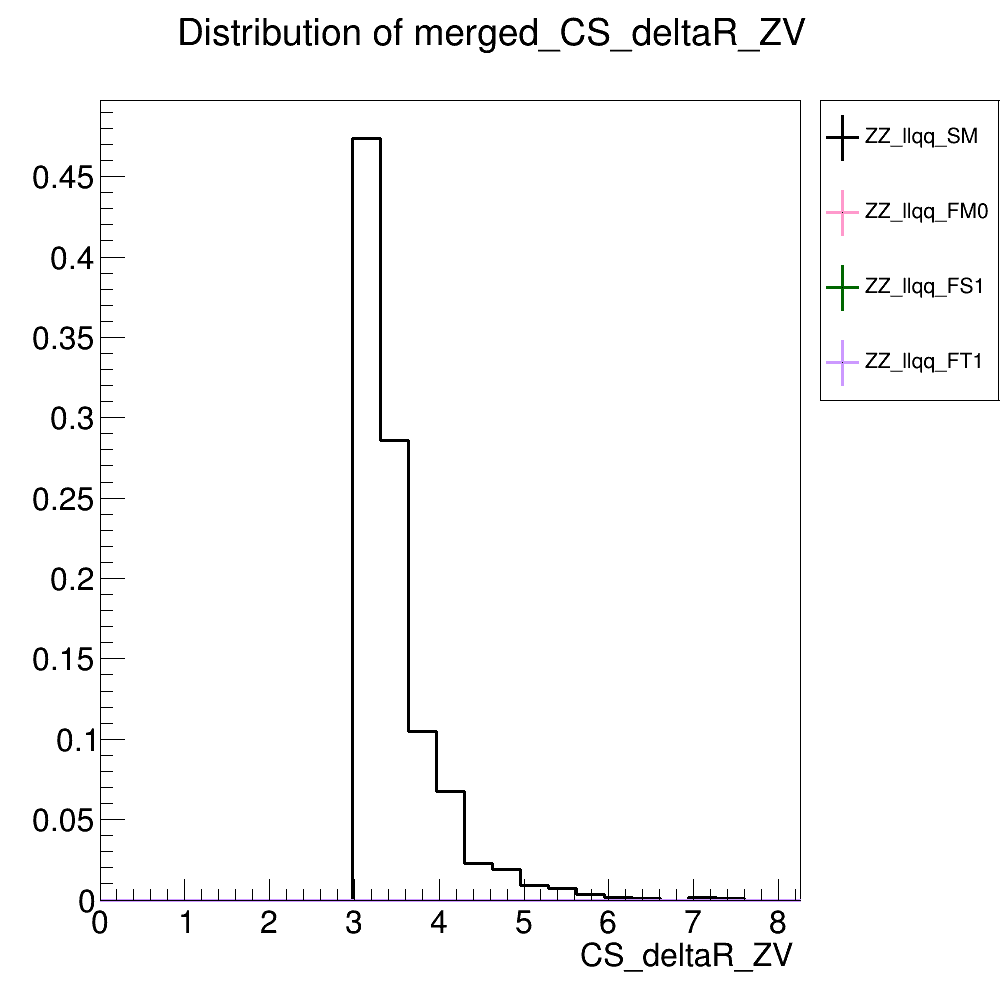 Distribution of merged_CS_deltaR_ZV
ZZ_llqq_SM
ZZ_llqq_FM0
ZZ_llqq_FS1
ZZ_llqq_FT1
0.45
0.4
0.35
0.3
0.25
0.2
0.15
0.1
0.05
0
0 1 2 3 4 5 6 7 8
CS_deltaR_ZV